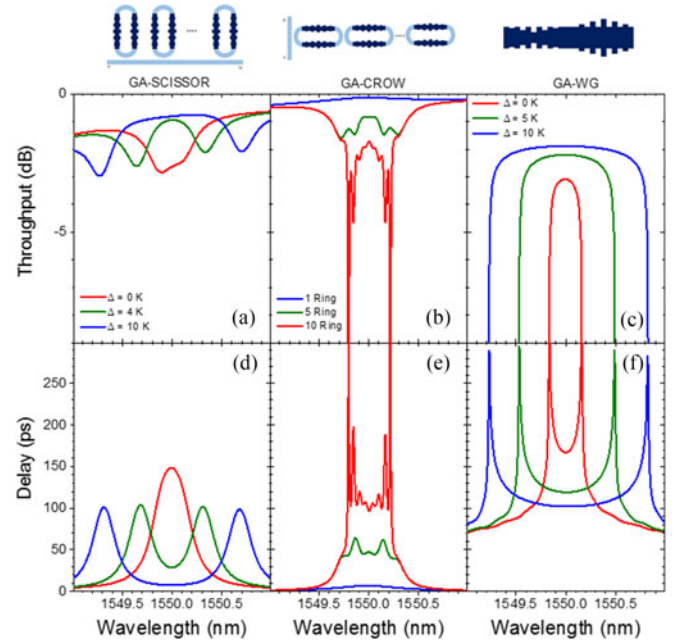 GA-SCISSOR
GA-CROW
GA-WG
Throughput (dB)
0
-5
Δ = 0 K
Δ = 4 K
Δ = 10 K
(a)
1 Ring
5 Ring
10 Ring
(b)
Δ = 0 K
Δ = 5 K
Δ = 10 K
(c)
Delay (ps)
250
200
150
100
50
0
(d)
(e)
(f)
1549.5 1550.0 1550.5
1549.5 1550.0 1550.5
1549.5 1550.0 1550.5
Wavelength (nm)
Wavelength (nm)
Wavelength (nm)